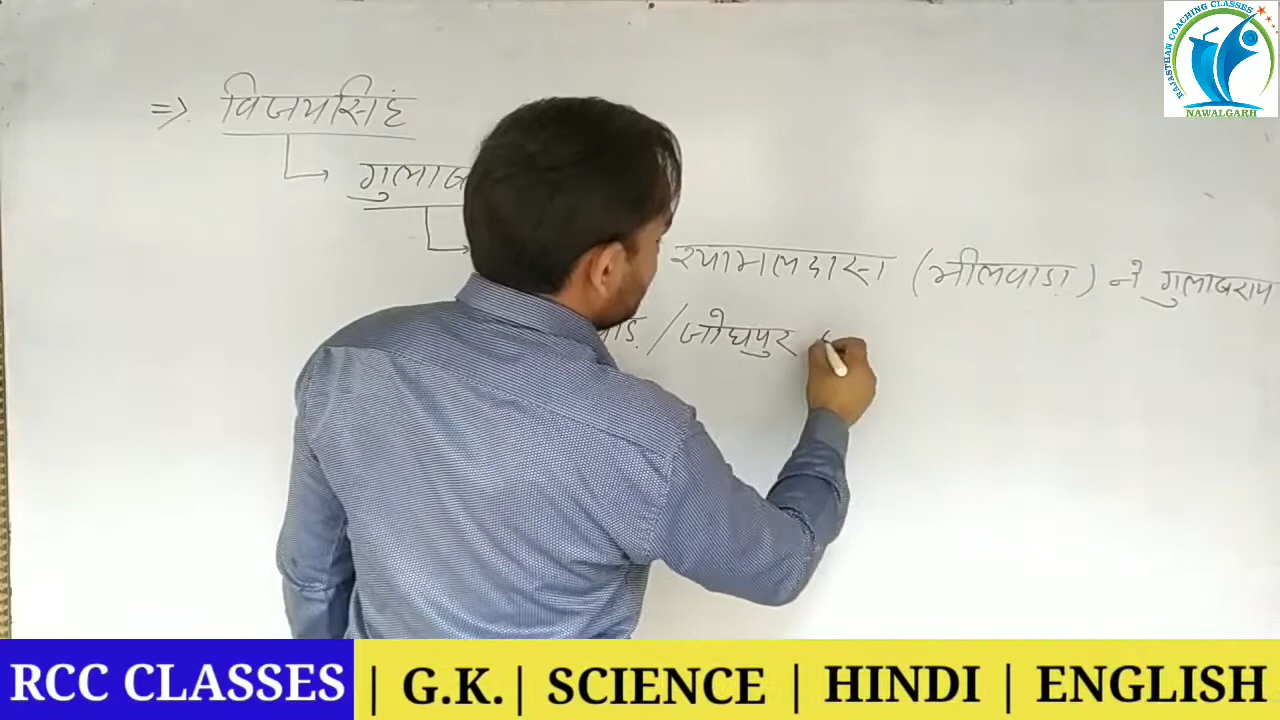 RAJASTHAN COACHING CLASSES
NAWALGARH
=> विजयसिंह
गुलाब
श्यामलदास (भीलवाडा) ने गुलाबराय
वाड़ / जोधपुर
RCC CLASSES | G.K. | SCIENCE | HINDI | ENGLISH